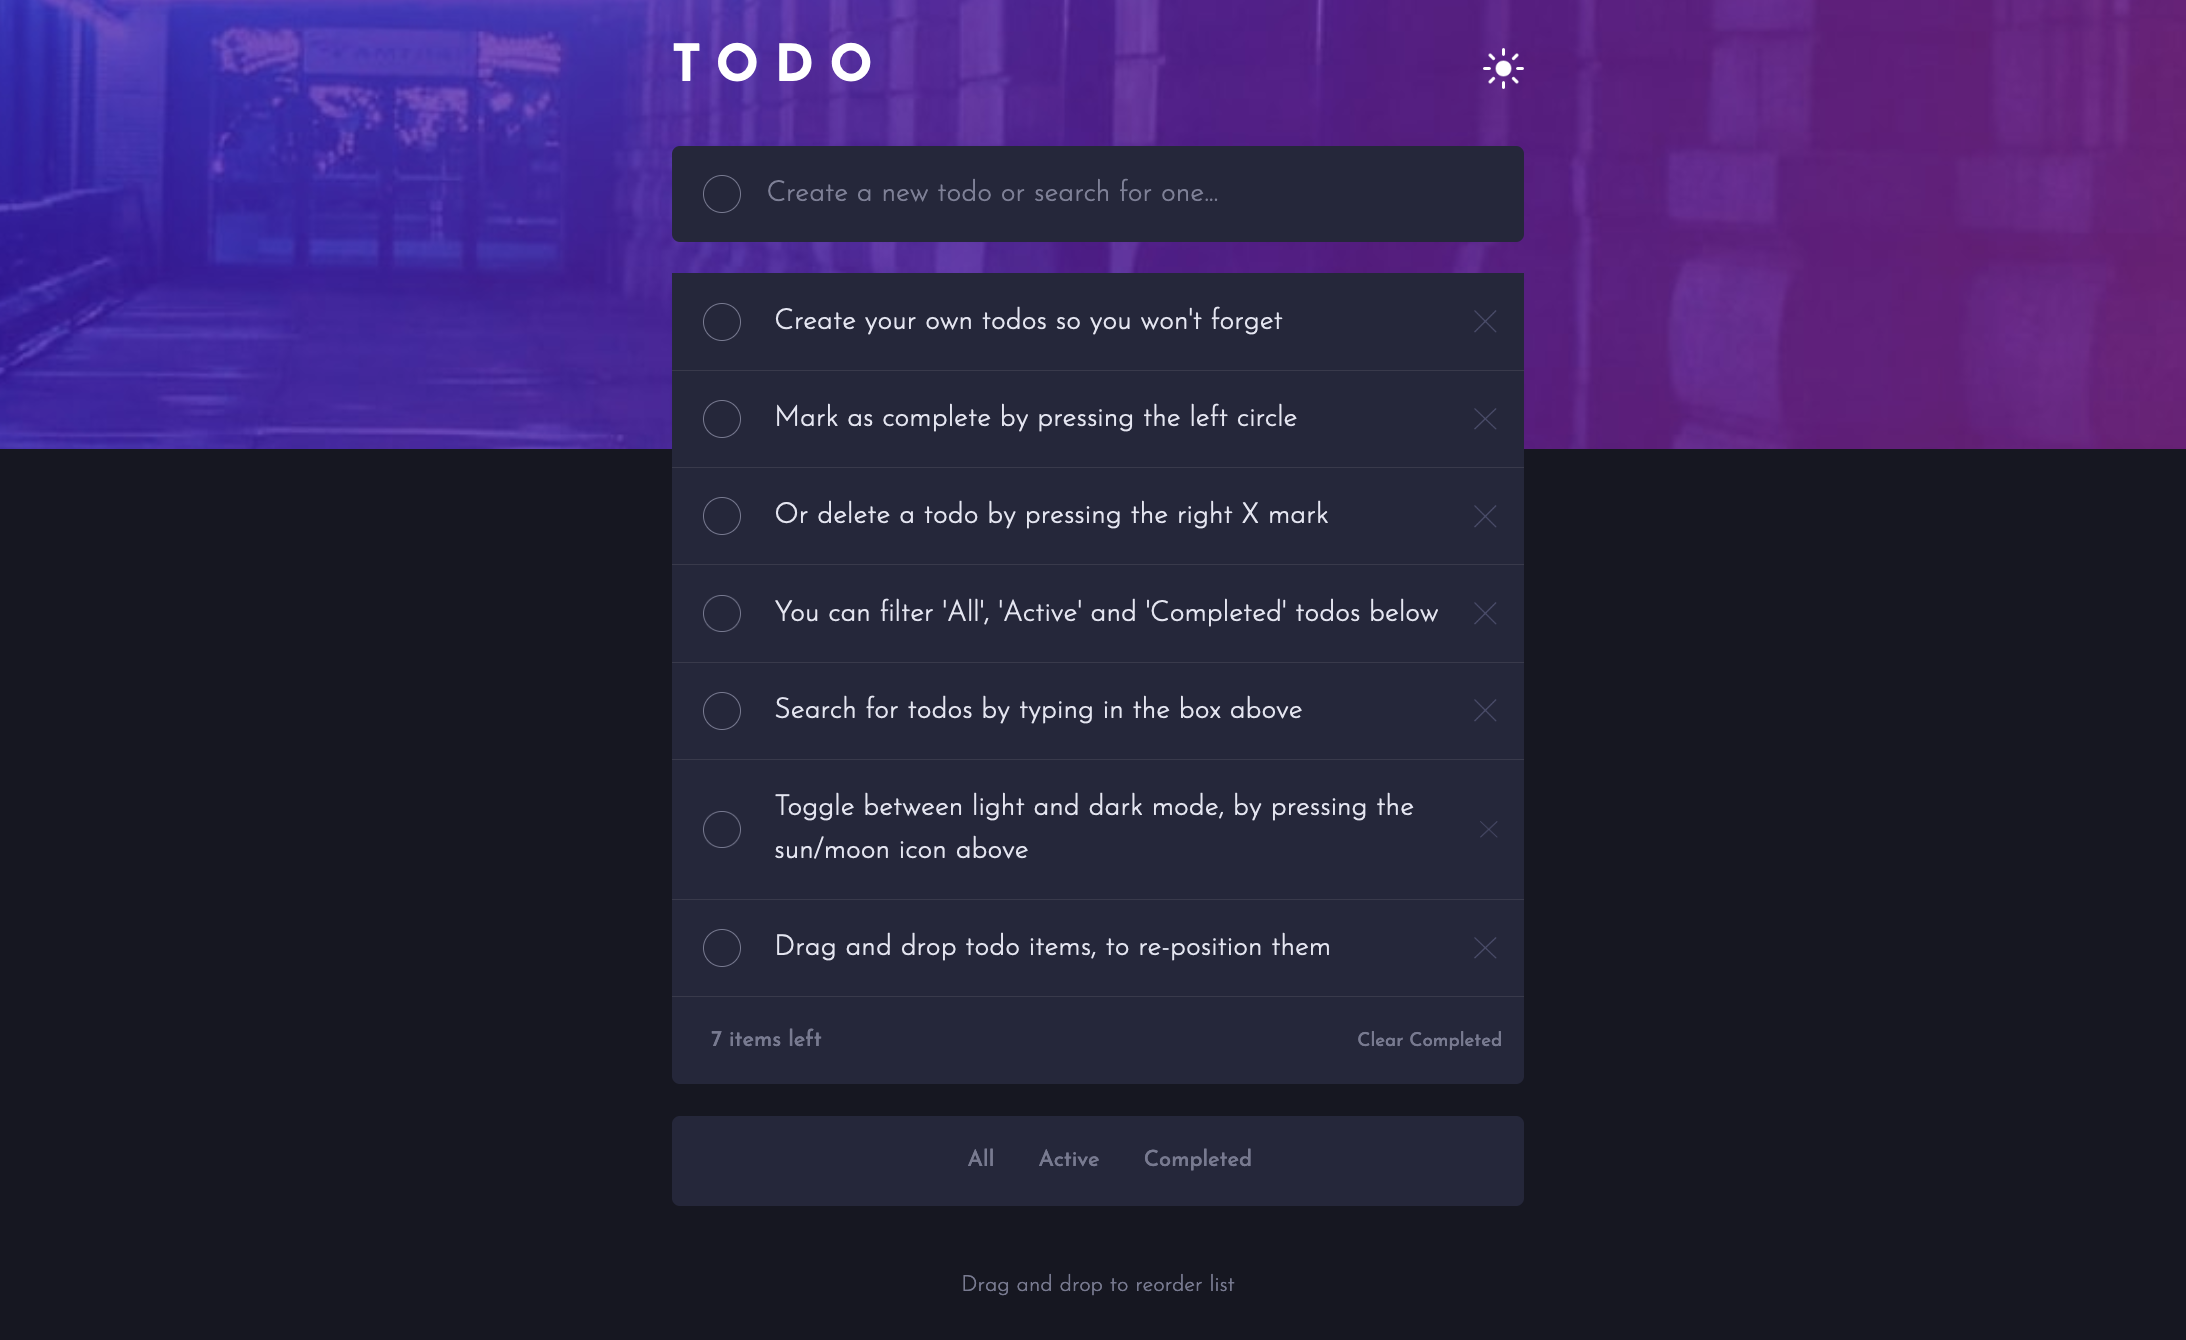 TODO
Create a new todo or search for one...
Create your own todos so you won't forget
Mark as complete by pressing the left circle
Or delete a todo by pressing the right X mark
You can filter 'All', 'Active' and 'Completed' todos below
Search for todos by typing in the box above
Toggle between light and dark mode, by pressing the
sun/moon icon above
Drag and drop todo items, to re-position them
7 items left
Clear Completed
All
Active
Completed
Drag and drop to reorder list